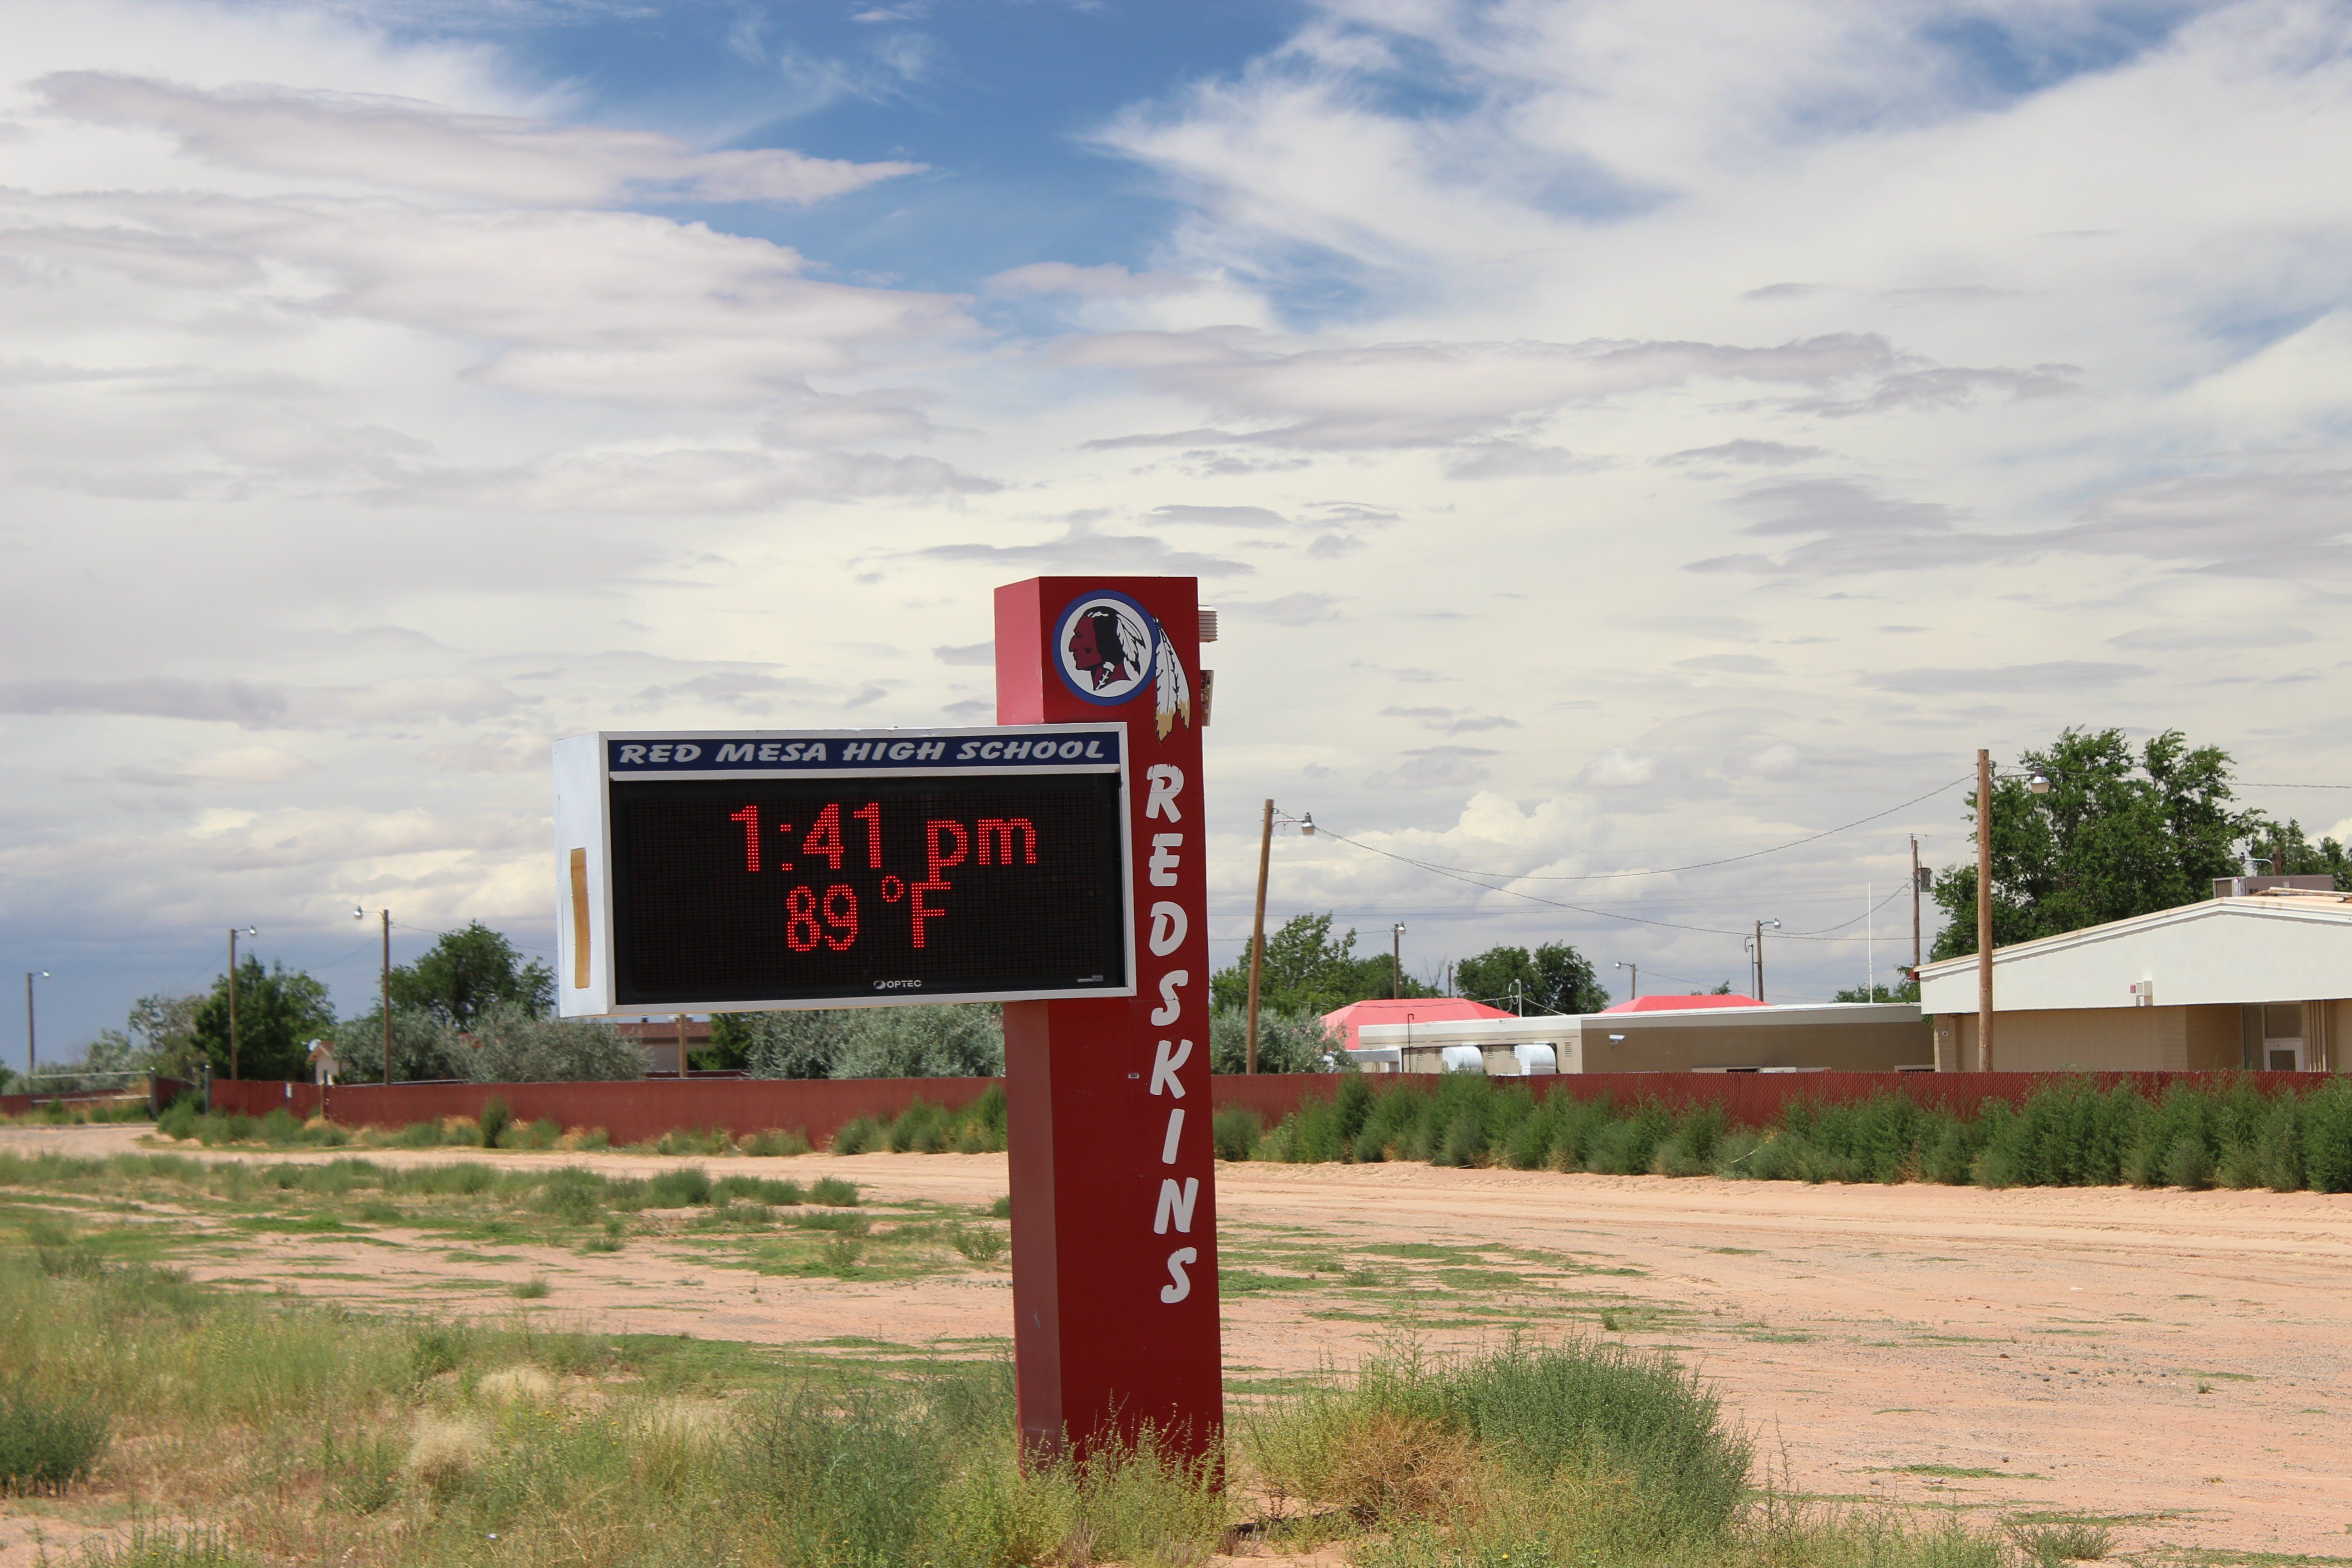 RED MESA HIGH SCHOOL
1:41 pm
89 °F
OPTEC
REDSKINS